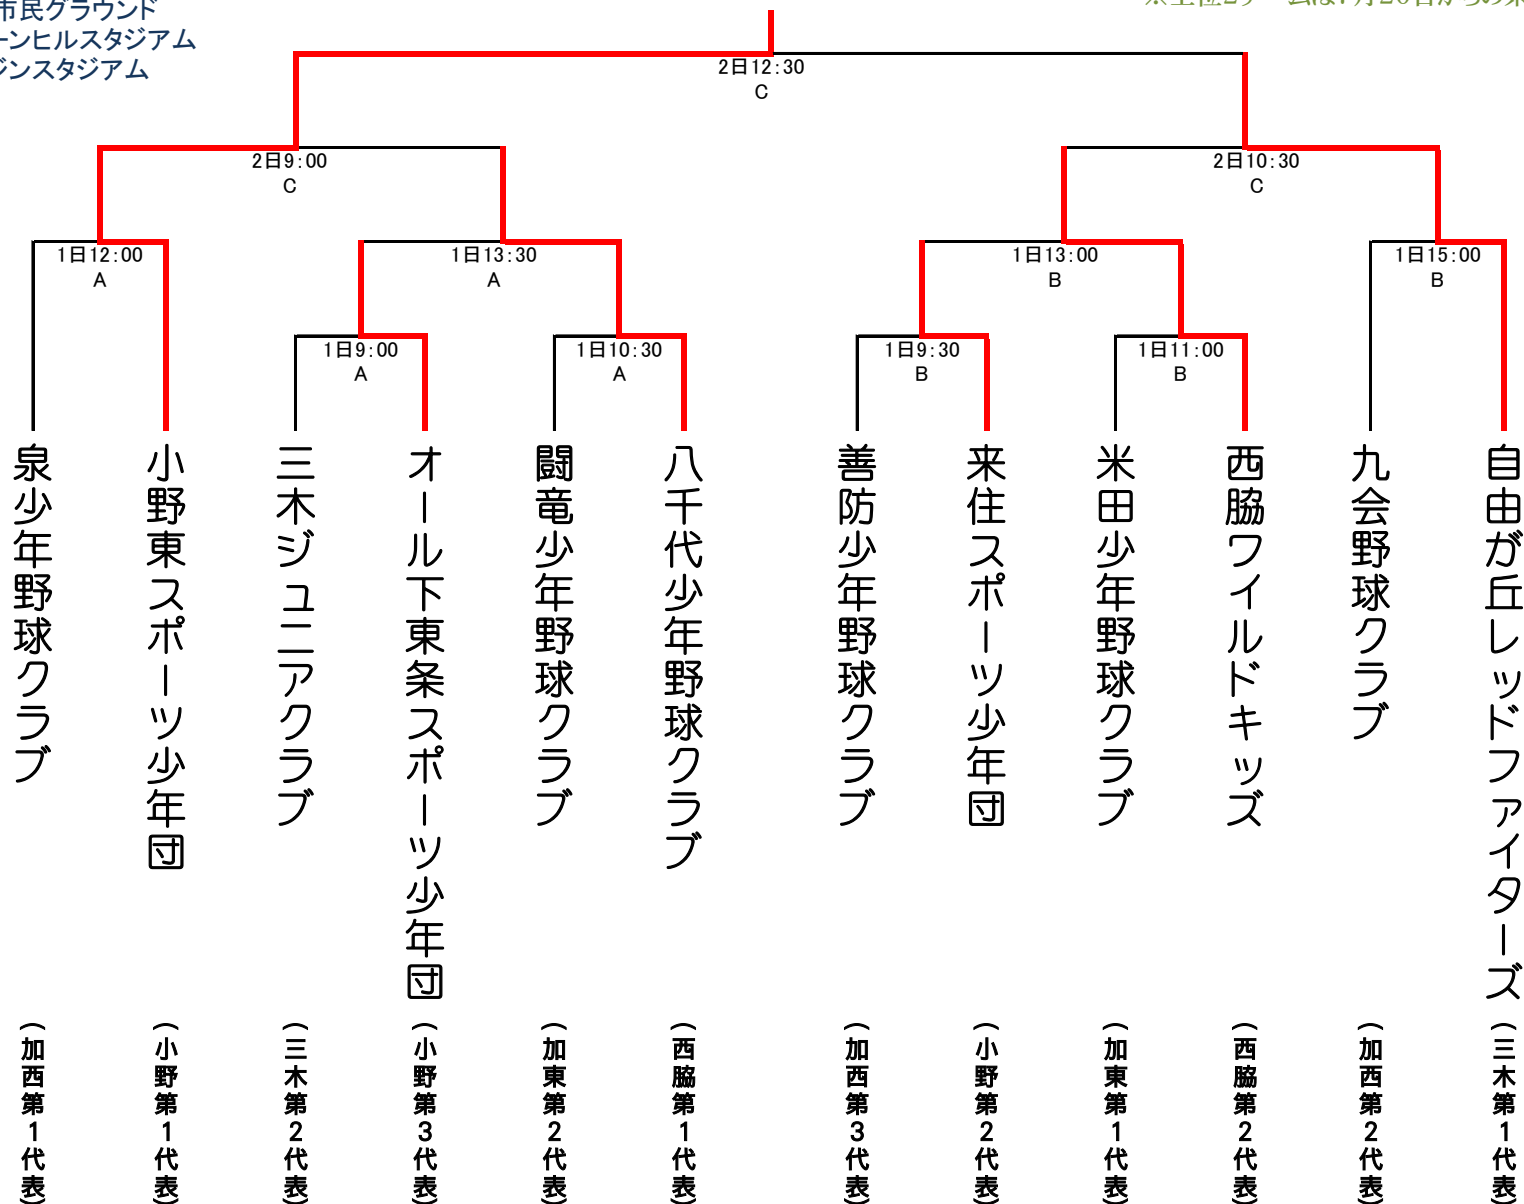 市民グラウンド
ーンヒルスタジアム
ジンスタジアム
2日12:30
C
2日9:00
C
2日10:30
C
1日12:00
A
1日13:30
A
1日13:00
B
1日15:00
B
1日9:00
A
1日10:30
A
1日9:30
B
1日11:00
B
泉少年野球クラブ
小野東スポーツ少年団
三木ジュニアクラブ
オール下東条スポーツ少年団
闘竜少年野球クラブ
八千代少年野球クラブ
善防少年野球クラブ
来住スポーツ少年団
米田少年野球クラブ
西脇ワイルドキッズ
九会野球クラブ
自由が丘レッドファイターズ
(加西第1代表)
(小野第1代表)
(三木第2代表)
(小野第3代表)
(加東第2代表)
(西脇第1代表)
(加西第3代表)
(小野第2代表)
(加東第1代表)
(西脇第2代表)
(加西第2代表)
(三木第1代表)